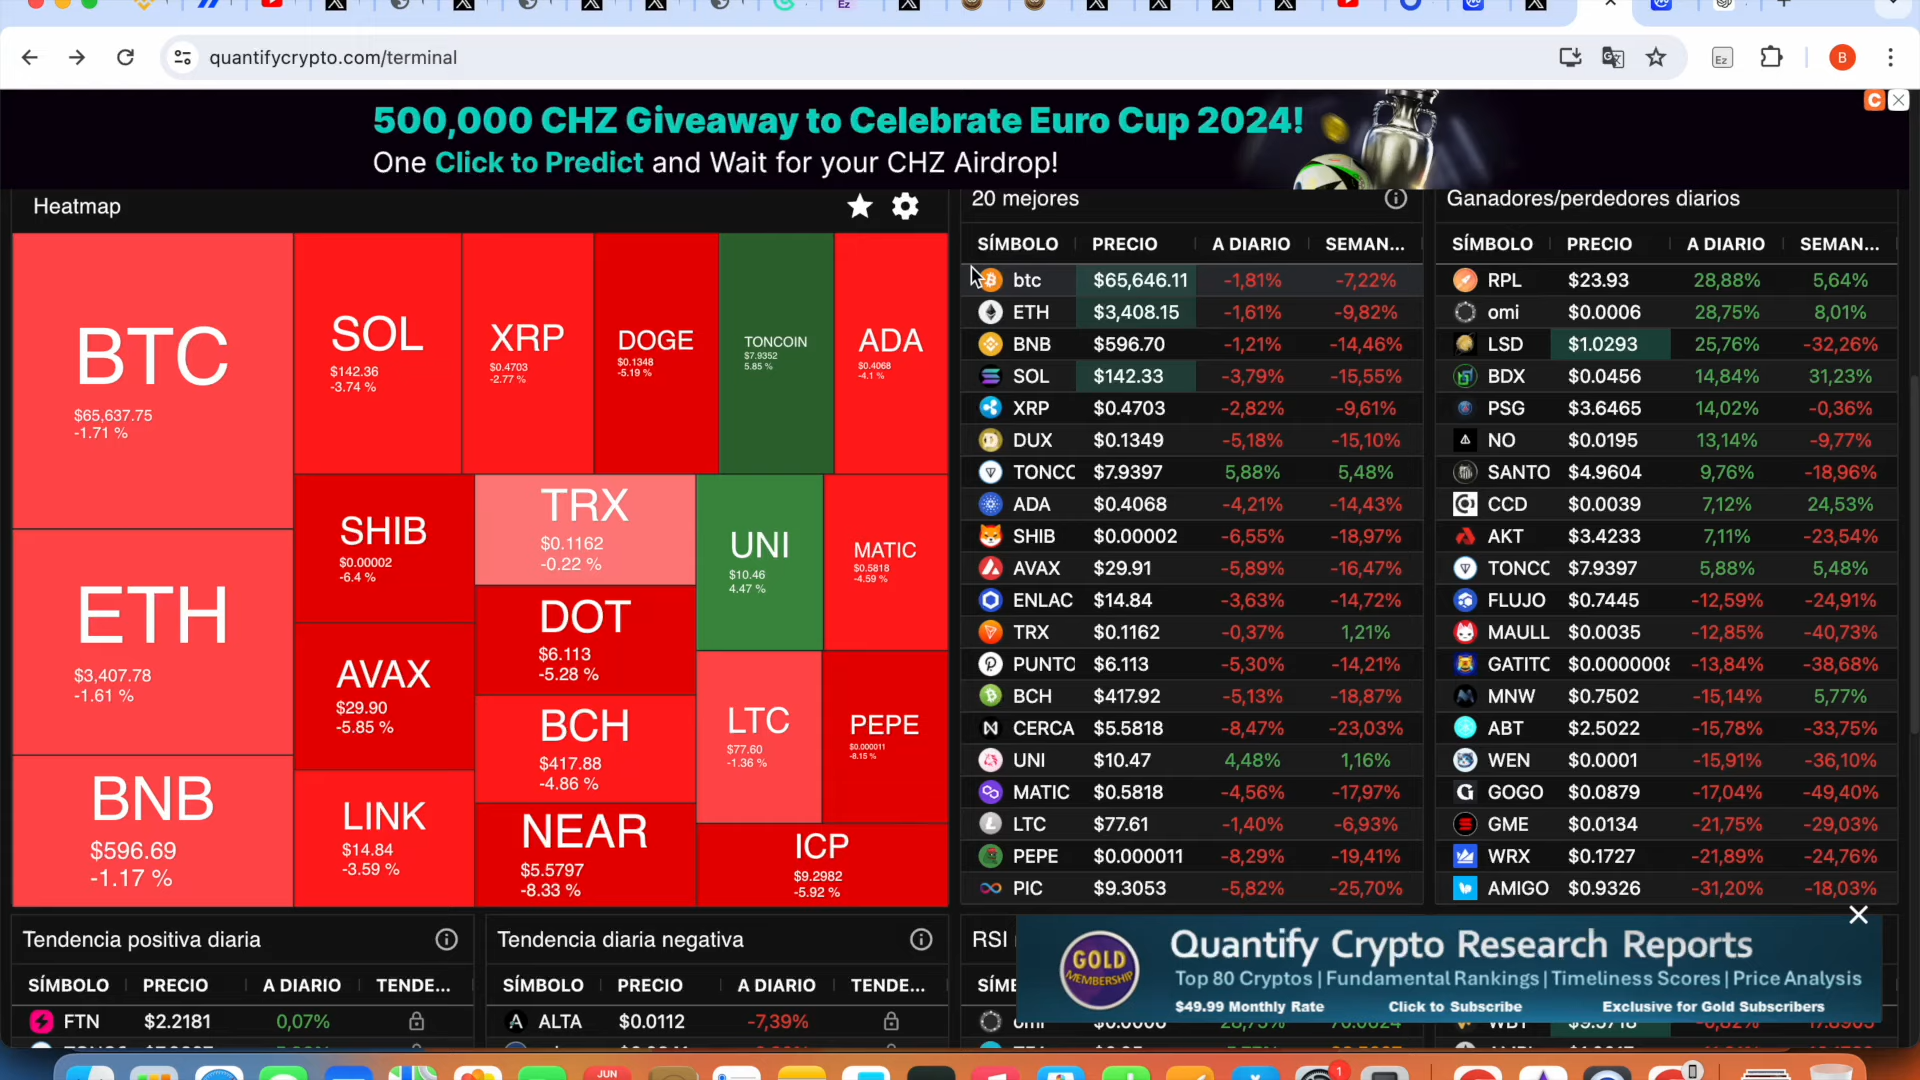 quantifycrypto.com/terminal
Ez
B
500,000 CHZ Giveaway to Celebrate Euro Cup 2024!
One Click to Predict and Wait for your CHZ Airdrop!
Heatmap
BTC
$65,637.75
-1.71 %
ETH
$3,407.78
-1.61 %
BNB
$596.69
-1.17 %
SOL
$142.36
-3.74 %
XRP
$0.4703
-2.77 %
DOGE
$0.1348
-5.19 %
TONCOIN
$7.9352
5.85 %
ADA
$0.4068
-4.1 %
SHIB
$0.00002
-6.4 %
AVAX
$29.90
-5.85 %
LINK
$14.84
-3.59 %
TRX
$0.1162
-0.22 %
DOT
$6.113
-5.28 %
BCH
$417.88
-4.86 %
NEAR
$5.5797
-8.33 %
UNI
$10.46
4.47 %
MATIC
$0.5818
-4.59 %
LTC
$77.60
-1.36 %
PEPE
$0.000011
-8.15 %
ICP
$9.2982
-5.92 %
20 mejores
SÍMBOLO PRECIO A DIARIO SEMAN...
btc $65,646.11 -1,81% -7,22%
ETH $3,408.15 -1,61% -9,82%
BNB $596.70 -1,21% -14,46%
SOL $142.33 -3,79% -15,55%
XRP $0.4703 -2,82% -9,61%
DUX $0.1349 -5,18% -15,10%
TONCC $7.9397 5,88% 5,48%
ADA $0.4068 -4,21% -14,43%
SHIB $0.00002 -6,55% -18,97%
AVAX $29.91 -5,89% -16,47%
ENLAC $14.84 -3,63% -14,72%
TRX $0.1162 -0,37% 1,21%
PUNTO $6.113 -5,30% -14,21%
BCH $417.92 -5,13% -18,87%
CERCA $5.5818 -8,47% -23,03%
UNI $10.47 4,48% 1,16%
MATIC $0.5818 -4,56% -17,97%
LTC $77.61 -1,40% -6,93%
PEPE $0.000011 -8,29% -19,41%
PIC $9.3053 -5,82% -25,70%
Ganadores/perdedores diarios
SÍMBOLO PRECIO A DIARIO SEMAN...
RPL $23.93 28,88% 5,64%
omi $0.0006 28,75% 8,01%
LSD $1.0293 25,76% -32,26%
BDX $0.0456 14,84% 31,23%
PSG $3.6465 14,02% -0,36%
NO $0.0195 13,14% -9,77%
SANTO $4.9604 9,76% -18,96%
CCD $0.0039 7,12% 24,53%
AKT $3.4233 7,11% -23,54%
TONCC $7.9397 5,88% 5,48%
FLUJO $0.7445 -12,59% -24,91%
MAULL $0.0035 -12,85% -40,73%
GATITC $0.0000008 -13,84% -38,68%
MNW $0.7502 -15,14% 5,77%
ABT $2.5022 -15,78% -33,75%
WEN $0.0001 -15,91% -36,10%
GOGO $0.0879 -17,04% -49,40%
GME $0.0134 -21,75% -29,03%
WRX $0.1727 -21,89% -24,76%
AMIGO $0.9326 -31,20% -18,03%
Tendencia positiva diaria
SÍMBOLO PRECIO A DIARIO TENDE...
FTN $2.2181 0,07%
Tendencia diaria negativa
SÍMBOLO PRECIO A DIARIO TENDE...
ALTA $0.0112 -7,39%
RSI
SÍME
GOLD
MEMBERSHIP
Quantify Crypto Research Reports
Top 80 Cryptos | Fundamental Rankings | Timeliness Scores | Price Analysis
$49.99 Monthly Rate Click to Subscribe Exclusive for Gold Subscribers
JUN